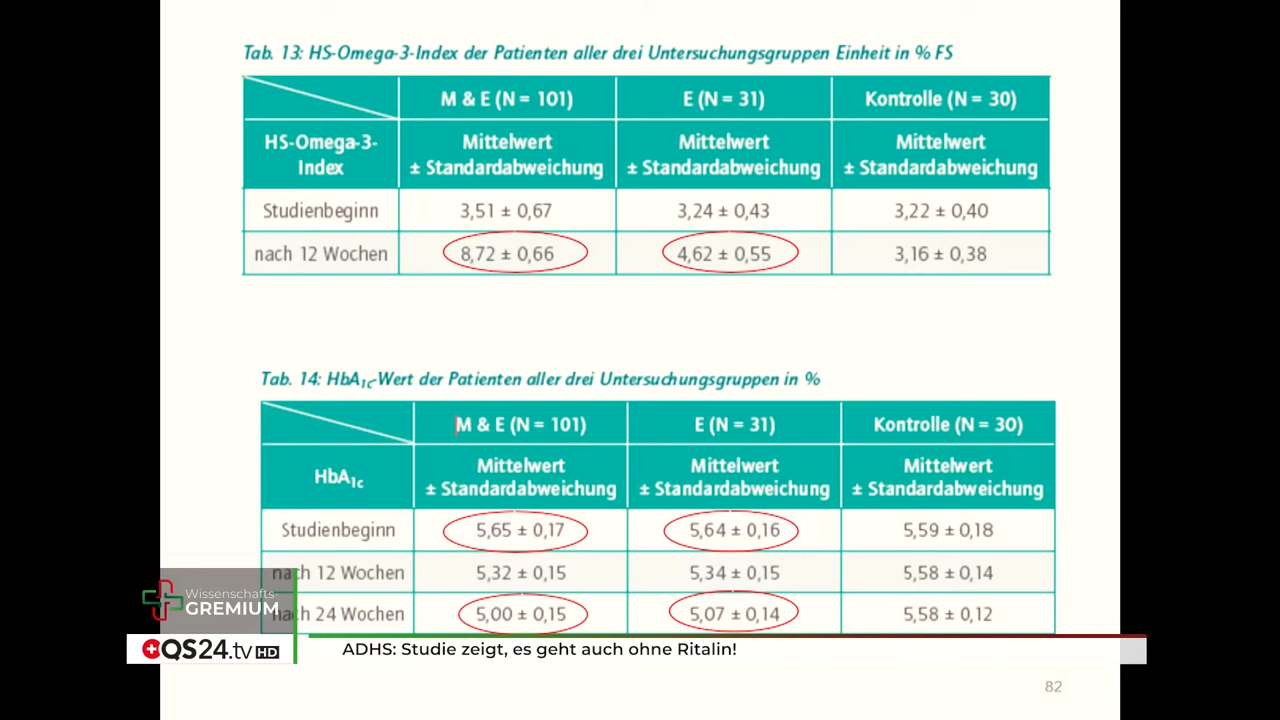 Tab. 13: HS-Omega-3-Index der Patienten aller drei Untersuchungsgruppen Einheit in % FS
M & E (N = 101) E (N = 31) Kontrolle (N = 30)
HS-Omega-3-Index Mittelwert ± Standardabweichung Mittelwert ± Standardabweichung Mittelwert ± Standardabweichung
Studienbeginn 3,51 ± 0,67 3,24 ± 0,43 3,22 ± 0,40
nach 12 Wochen 8,72 ± 0,66 4,62 ± 0,55 3,16 ± 0,38
Tab. 14: HbA1c-Wert der Patienten aller drei Untersuchungsgruppen in %
M & E (N = 101) E (N = 31) Kontrolle (N = 30)
HbA1c Mittelwert ± Standardabweichung Mittelwert ± Standardabweichung Mittelwert ± Standardabweichung
Studienbeginn 5,65 ± 0,17 5,64 ± 0,16 5,59 ± 0,18
nach 12 Wochen 5,32 ± 0,15 5,34 ± 0,15 5,58 ± 0,14
nach 24 Wochen 5,00 ± 0,15 5,07 ± 0,14 5,58 ± 0,12
Wissenschafts-
GREMIUM
QS24.tv HD
ADHS: Studie zeigt, es geht auch ohne Ritalin!
82